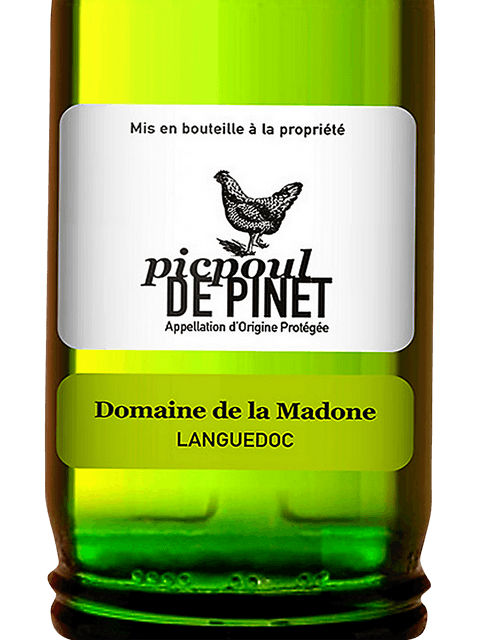 Mis en bouteille à la propriété
picpoul
DE PINET
Appellation d'Origine Protégée
Domaine de la Madone
LANGUEDOC